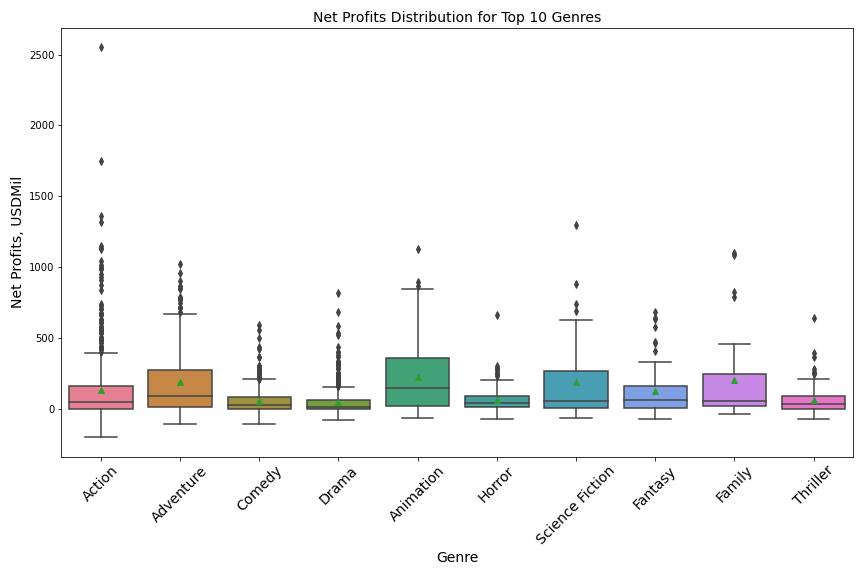 Net Profits Distribution for Top 10 Genres
Net Profits, USDMil
2500
2000
1500
1000
500
0
Action
Adventure
Comedy
Drama
Animation
Horror
Science Fiction
Fantasy
Family
Thriller
Genre